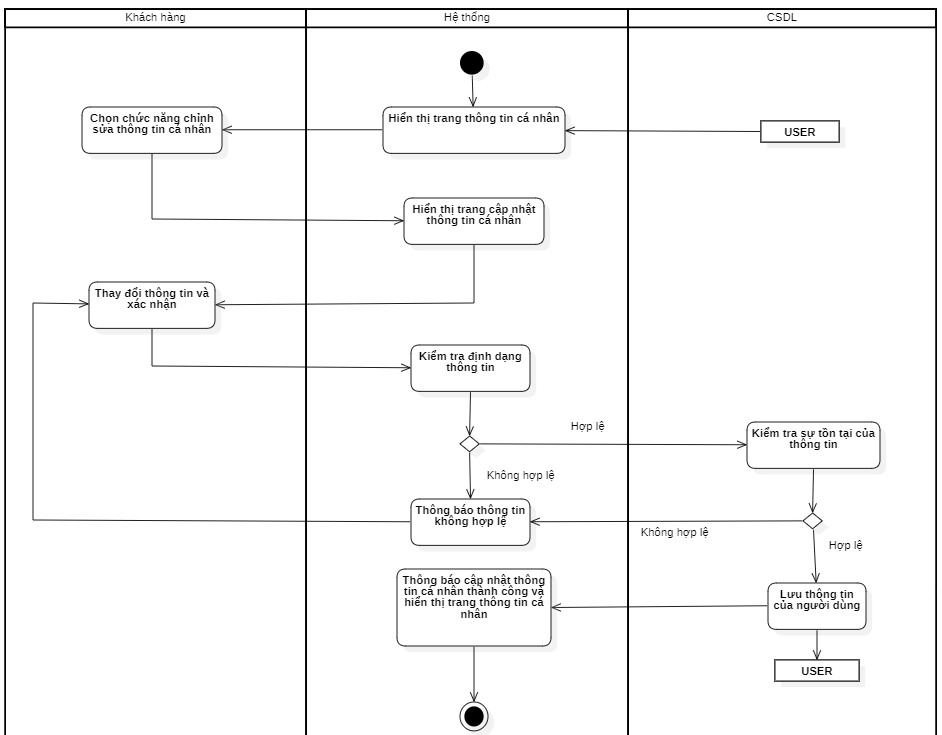 Khách hàng
Hệ thống
CSDL
Chọn chức năng chỉnh
sửa thông tin cá nhân
Hiển thị trang thông tin cá nhân
USER
Hiển thị trang cập nhật
thông tin cá nhân
Thay đổi thông tin và
xác nhận
Kiểm tra định dạng
thông tin
Hợp lệ
Kiểm tra sự tồn tại của
thông tin
Không hợp lệ
Thông báo thông tin
không hợp lệ
Không hợp lệ
Hợp lệ
Thông báo cập nhật thông
tin cá nhân thành công và
hiển thị trang thông tin cá
nhân
Lưu thông tin
của người dùng
USER